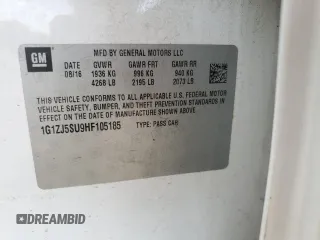 GM
MFD BY GENERAL MOTORS LLC
DATE GVWR GAWR FRT GAWR RR
08/16 1936 KG 996 KG 940 KG
4268 LB 2195 LB 2073 LB
THIS VEHICLE CONFORMS TO ALL APPLICABLE U.S. FEDERAL MOTOR
VEHICLE SAFETY, BUMPER, AND THEFT PREVENTION STANDARDS
IN EFFECT ON THE DATE OF MANUFACTURE SHOWN ABOVE.
1G1ZJ5SU9HF105185
TYPE: PASS CAR
AUTOBIDCAR